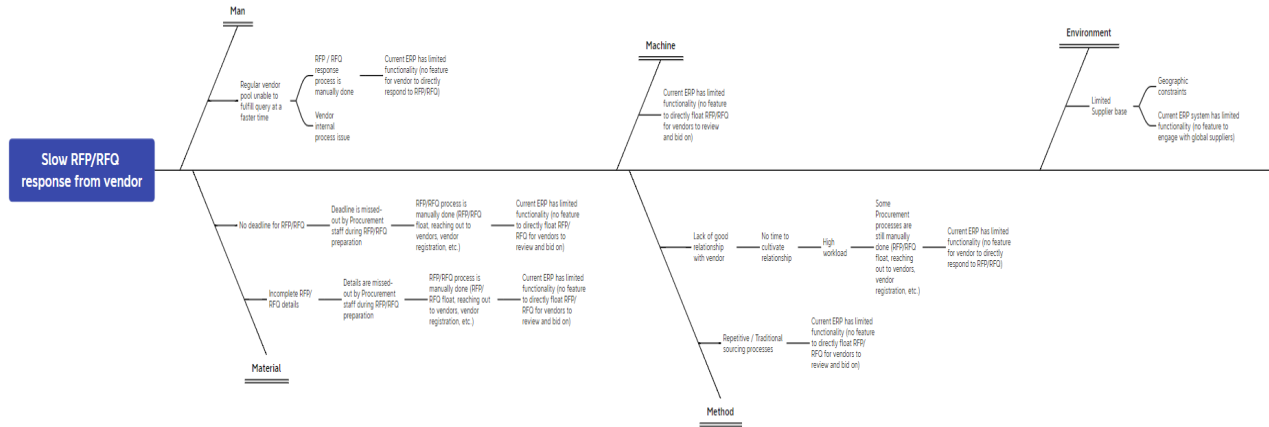 Man
RFP / RFQ
response
process is
manually done
Current ERP has limited
functionality (no feature
for vendor to directly
respond to RFP/RFQ)
Regular vendor
pool unable to
fulfill query at a
faster time
Vendor
internal
process issue
Machine
Current ERP has limited
functionality (no feature
to directly float RFP/RFQ
for vendors to review
and bid on)
Environment
Geographic
constraints
Limited
Supplier base
Current ERP system has limited
functionality (no feature to
engage with global suppliers)
Slow RFP/RFQ
response from vendor
No deadline for RFP/RFQ
Deadline is missed-
out by Procurement
staff during RFP/RFQ
preparation
RFP/RFQ process is
manually done (RFP/RFQ
float, reaching out to
vendors, vendor
registration, etc.)
Current ERP has limited
functionality (no feature
to directly float RFP/
RFQ for vendors to
review and bid on)
Incomplete RFP/
RFQ details
Details are missed-
out by Procurement
staff during RFP/RFQ
preparation
RFP/RFQ process is
manually done (RFP/
RFQ float, reaching out
to vendors, vendor
registration, etc.)
Current ERP has limited
functionality (no feature
to directly float RFP/
RFQ for vendors to
review and bid on)
Material
Lack of good
relationship
with vendor
No time to
cultivate
relationship
High
workload
Some
Procurement
processes are
still manually
done (RFP/RFQ
float, reaching
out to vendors,
vendor
registration, etc.)
Current ERP has limited
functionality (no feature
for vendor to directly
respond to RFP/RFQ)
Repetitive / Traditional
sourcing processes
Current ERP has limited
functionality (no feature
to directly float RFP/
RFQ for vendors to
review and bid on)
Method